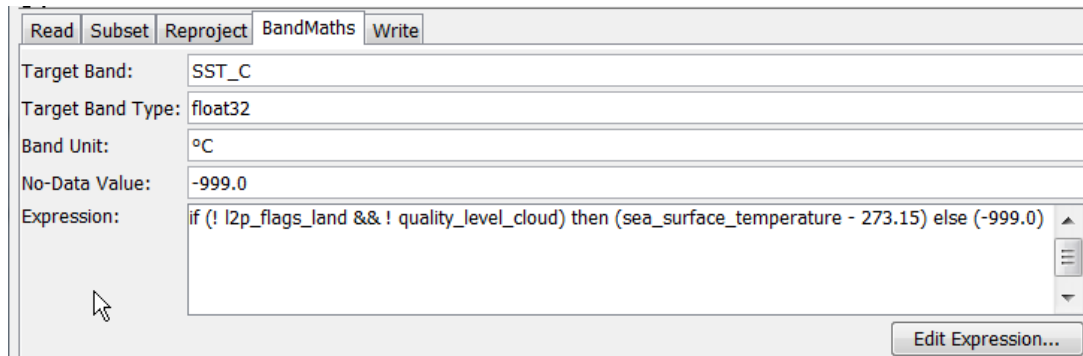 Read Subset Reproject BandMaths Write
Target Band: SST_C
Target Band Type: float32
Band Unit: °C
No-Data Value: -999.0
Expression: if (! l2p_flags_land && ! quality_level_cloud) then (sea_surface_temperature - 273.15) else (-999.0)
Edit Expression...